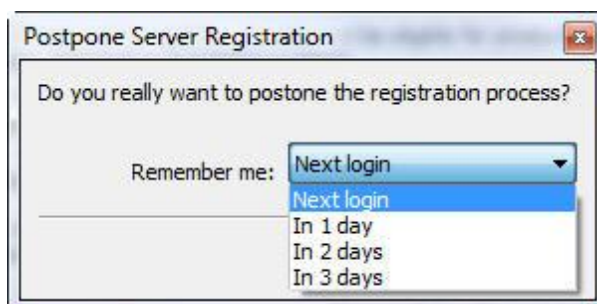 Postpone Server Registration
Do you really want to postone the registration process?
Remember me: Next login
Next login
In 1 day
In 2 days
In 3 days